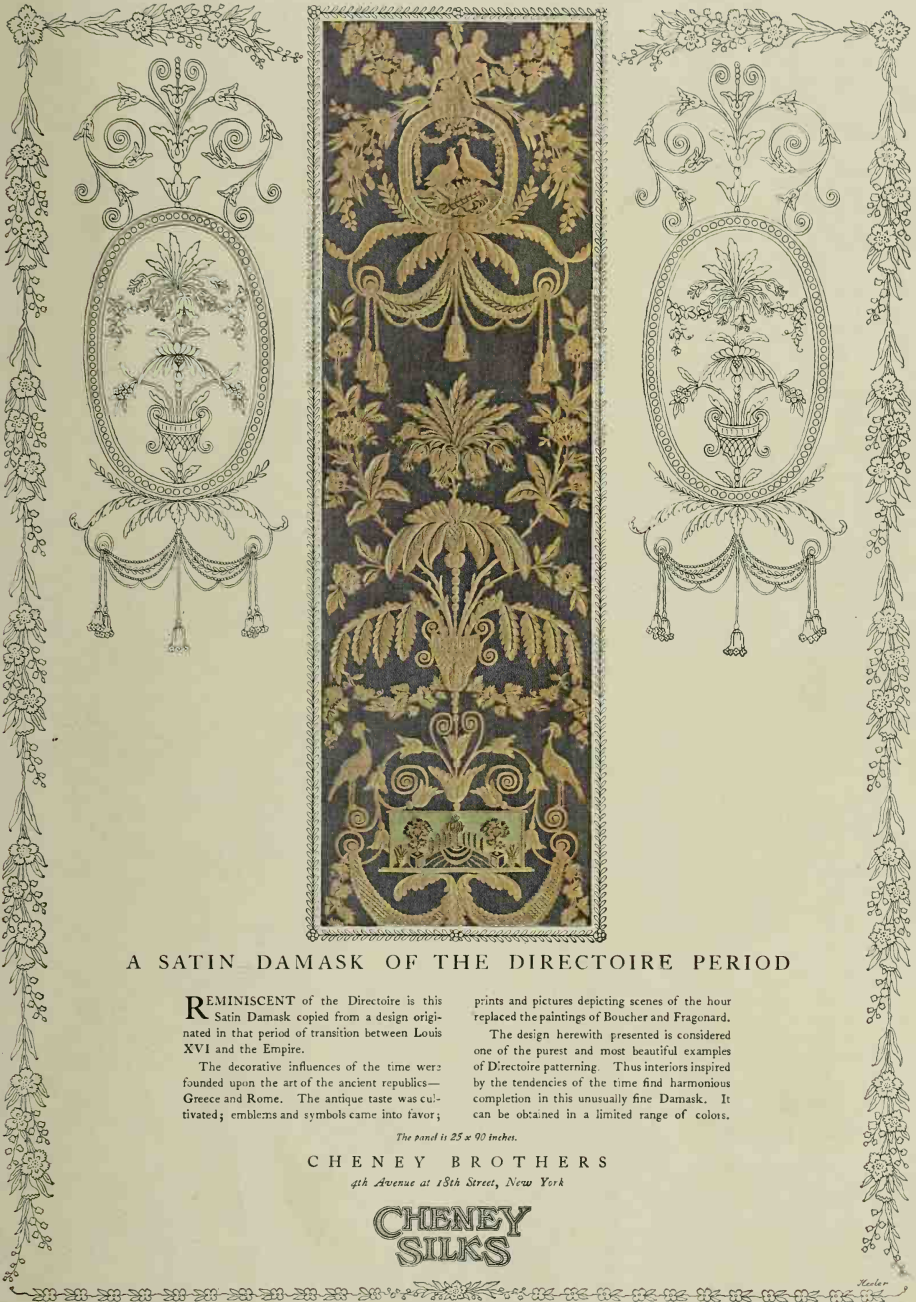 A SATIN DAMASK OF THE DIRECTOIRE PERIOD
REMINISCENT of the Directoire is this
Satin Damask copied from a design origi-
nated in that period of transition between Louis
XVI and the Empire.
The decorative influences of the time were
founded upon the art of the ancient republics—
Greece and Rome. The antique taste was cul-
tivated; emblems and symbols came into favor;
prints and pictures depicting scenes of the hour
replaced the paintings of Boucher and Fragonard.
The design herewith presented is considered
one of the purest and most beautiful examples
of Directoire patterning. Thus interiors inspired
by the tendencies of the time find harmonious
completion in this unusually fine Damask. It
can be obtained in a limited range of colors.
The panel is 25 x 90 inches.
CHENEY BROTHERS
4th Avenue at 18th Street, New York
CHENEY
SILKS